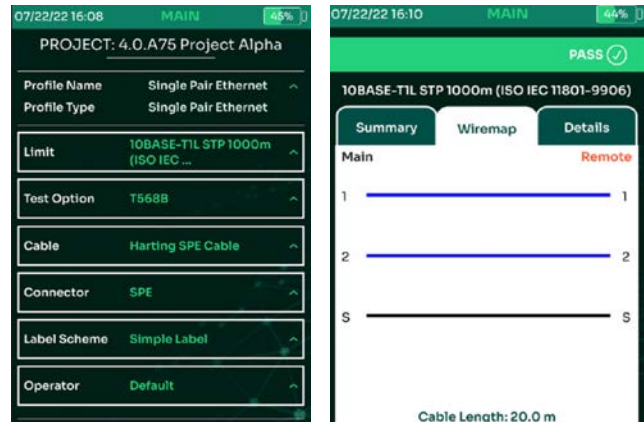 07/22/22 16:08 MAIN 45%
PROJECT: 4.0.A75 Project Alpha
Profile Name Single Pair Ethernet
Profile Type Single Pair Ethernet
Limit 10BASE-T1L STP 1000m
(ISO IEC ...
Test Option T568B
Cable Harting SPE Cable
Connector SPE
Label Scheme Simple Label
Operator Default
07/22/22 16:10 MAIN 44%
PASS
10BASE-T1L STP 1000m (ISO IEC 11801-9906)
Summary Wiremap Details
Main Remote
1 1
2 2
S S
Cable Length: 20.0 m